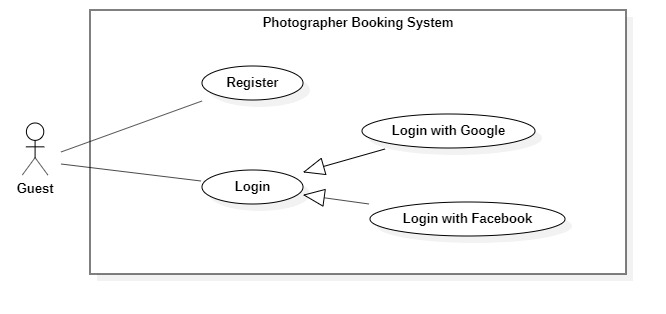 Photographer Booking System
Register
Login with Google
Guest
Login
Login with Facebook